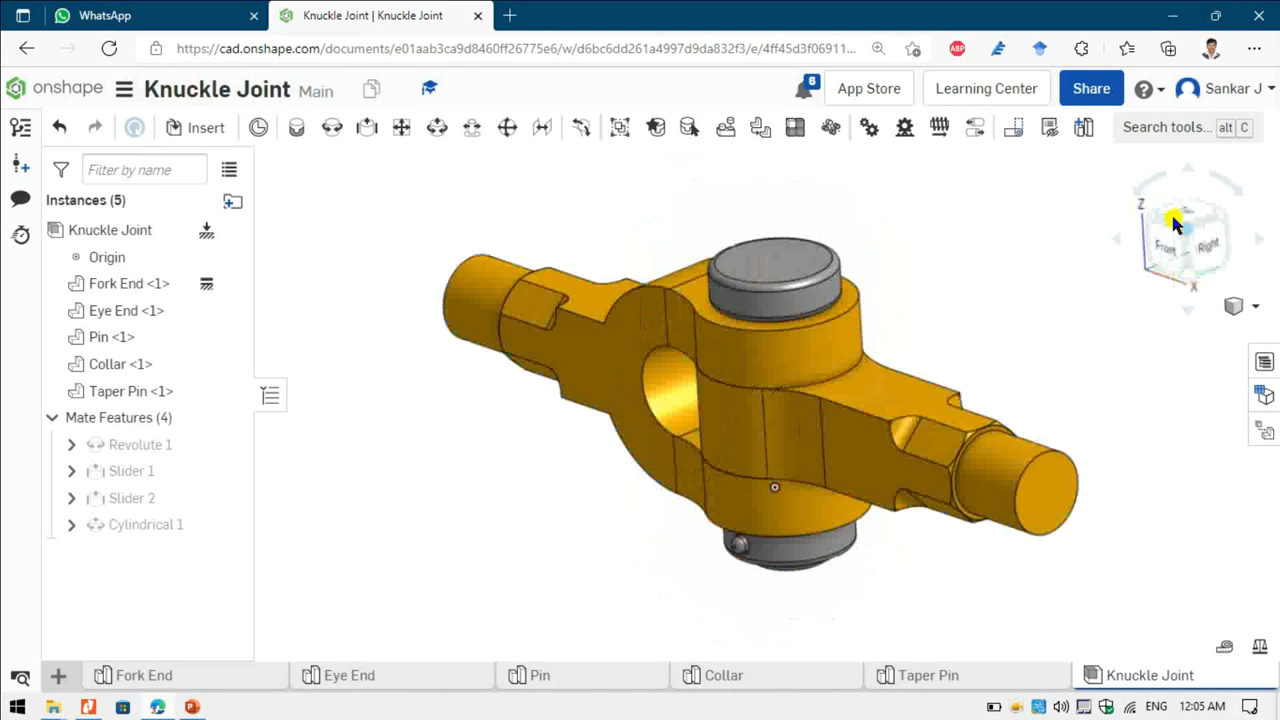 WhatsApp
Knuckle Joint | Knuckle Joint
https://cad.onshape.com/documents/e01aab3ca9d8460ff26775e6/w/d6bc6dd261a4997d9da832f3/e/4ff45d3f06911...
ABP
onshape
Knuckle Joint Main
6
App Store
Learning Center
Share
Sankar J
Insert
Search tools... alt C
Filter by name
Instances (5)
Knuckle Joint
Origin
Fork End <1>
Eye End <1>
Pin <1>
Collar <1>
Taper Pin <1>
Mate Features (4)
Revolute 1
Slider 1
Slider 2
Cylindrical 1
Z
Front
Right
X
Fork End
Eye End
Pin
Collar
Taper Pin
Knuckle Joint
ENG
12:05 AM